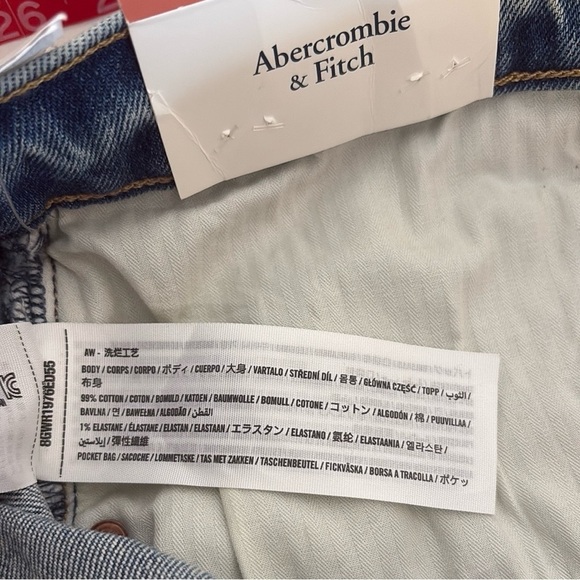 26
Abercrombie
& Fitch
86WR1976ED55
AW - 洗烂工艺
BODY / CORPS / CORPO / ボディ / CUERPO / 大身 / VARTALO / STŘEDNÍ DÍL / 몸통 / GŁÓWNA CZĘŚĆ / TOPP / الثوب /
布身
99% COTTON / COTON / BOMULD / KATOEN / BAUMWOLLE / BOMULL / COTONE / コットン / ALGODÓN / 棉 / PUUVILLAA /
BAVLNA / 면 / BAWEŁNA / ALGODÃO / القطن
1% ELASTANE / ÉLASTANE / ELASTAN / ELASTAAN / エラスタン / ELASTANO / 氨纶 / ELASTAANIA / 엘라스탄 /
إيلاستين / 彈性纖維
POCKET BAG / SACOCHE / LOMMETASKE / TAS MET ZAKKEN / TASCHENBEUTEL / FICKVÄSKA / BORSA A TRACOLLA / ポケッ